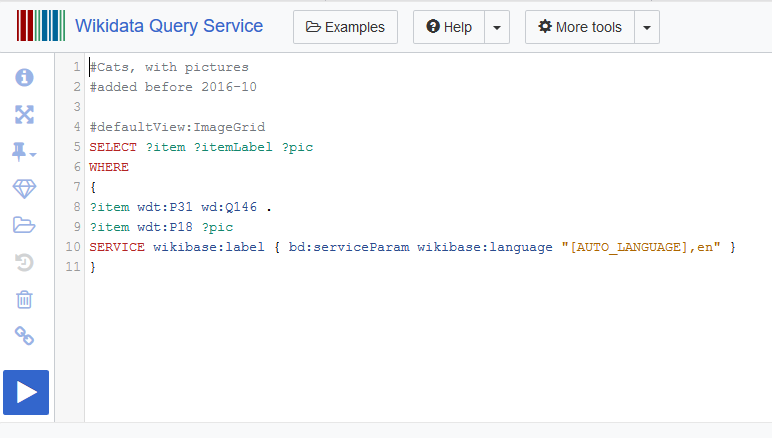 Wikidata Query Service Examples Help More tools
1 #Cats, with pictures
2 #added before 2016-10
3
4 #defaultView:ImageGrid
5 SELECT ?item ?itemLabel ?pic
6 WHERE
7 {
8 ?item wdt:P31 wd:Q146 .
9 ?item wdt:P18 ?pic
10 SERVICE wikibase:label { bd:serviceParam wikibase:language "[AUTO_LANGUAGE],en" }
11 }